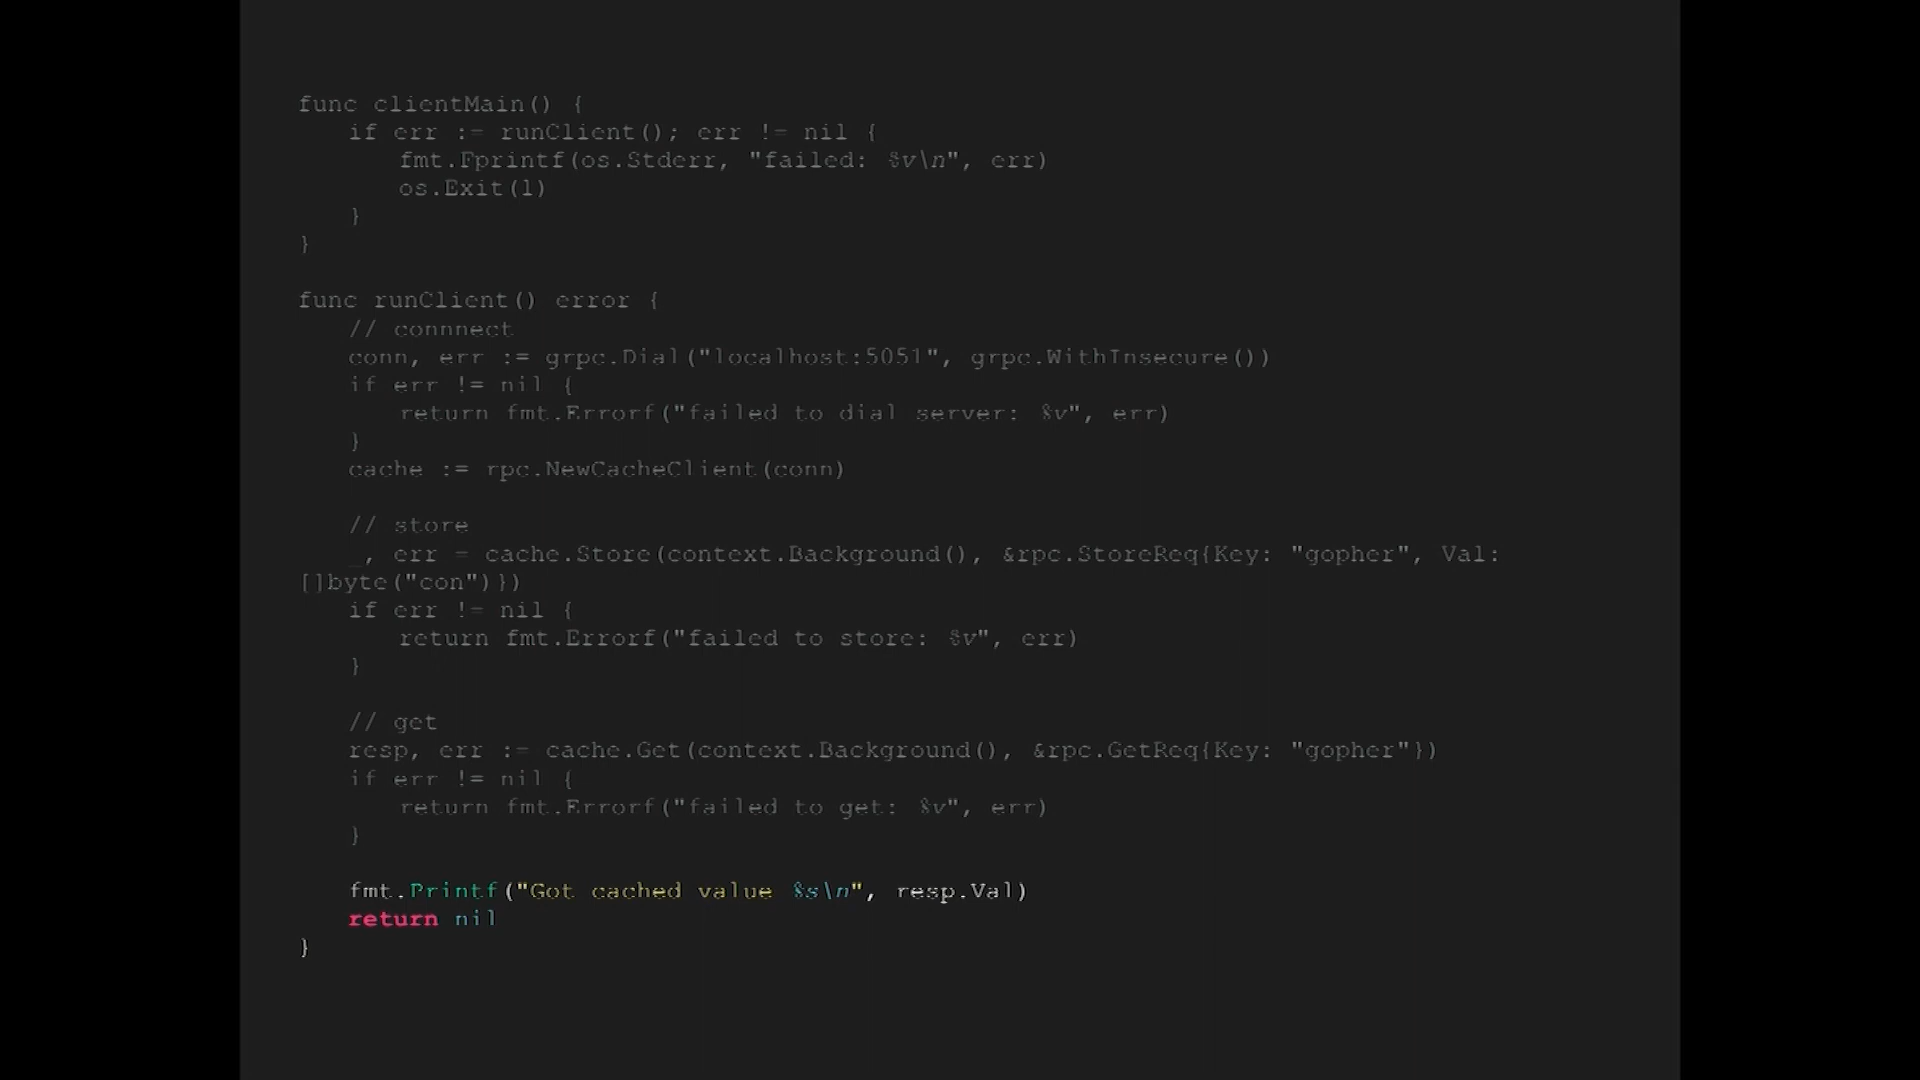 func clientMain() {
if err := runClient(); err != nil {
fmt.Fprintf(os.Stderr, "failed: %v\n", err)
os.Exit(1)
}
}
func runClient() error {
// connnect
conn, err := grpc.Dial("localhost:5051", grpc.WithInsecure())
if err != nil {
return fmt.Errorf("failed to dial server: %v", err)
}
cache := rpc.NewCacheClient(conn)
// store
_, err = cache.Store(context.Background(), &rpc.StoreReq{Key: "gopher", Val:
[]byte("con")})
if err != nil {
return fmt.Errorf("failed to store: %v", err)
}
// get
resp, err := cache.Get(context.Background(), &rpc.GetReq{Key: "gopher"})
if err != nil {
return fmt.Errorf("failed to get: %v", err)
}
fmt.Printf("Got cached value %s\n", resp.Val)
return nil
}